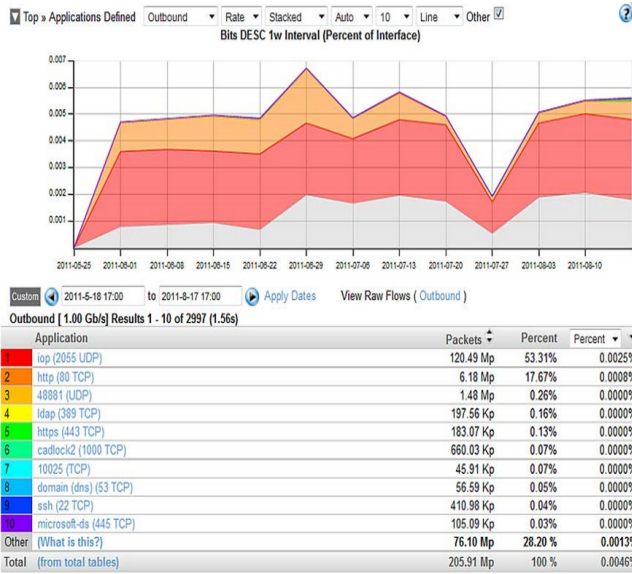 Top » Applications Defined Outbound Rate Stacked Auto 10 Line Other
Bits DESC 1w Interval (Percent of Interface)
0.007
0.006
0.005
0.004
0.003
0.002
0.001
2011-05-25 2011-06-01 2011-06-08 2011-06-15 2011-06-22 2011-06-29 2011-07-06 2011-07-13 2011-07-20 2011-07-27 2011-08-03 2011-08-10
Custom 2011-5-18 17:00 to 2011-8-17 17:00 Apply Dates View Raw Flows ( Outbound )
Outbound [ 1.00 Gb/s] Results 1 - 10 of 2997 (1.56s)
Application Packets Percent Percent
1 iop (2055 UDP) 120.49 Mp 53.31% 0.0025%
2 http (80 TCP) 6.18 Mp 17.67% 0.0008%
3 48881 (UDP) 1.48 Mp 0.26% 0.0000%
4 ldap (389 TCP) 197.56 Kp 0.16% 0.0000%
5 https (443 TCP) 183.07 Kp 0.13% 0.0000%
6 cadlock2 (1000 TCP) 660.03 Kp 0.07% 0.0000%
7 10025 (TCP) 45.91 Kp 0.07% 0.0000%
8 domain (dns) (53 TCP) 56.59 Kp 0.05% 0.0000%
9 ssh (22 TCP) 410.98 Kp 0.04% 0.0000%
10 microsoft-ds (445 TCP) 105.09 Kp 0.03% 0.0000%
Other (What is this?) 76.10 Mp 28.20 % 0.0013%
Total (from total tables) 205.91 Mp 100 % 0.0046%